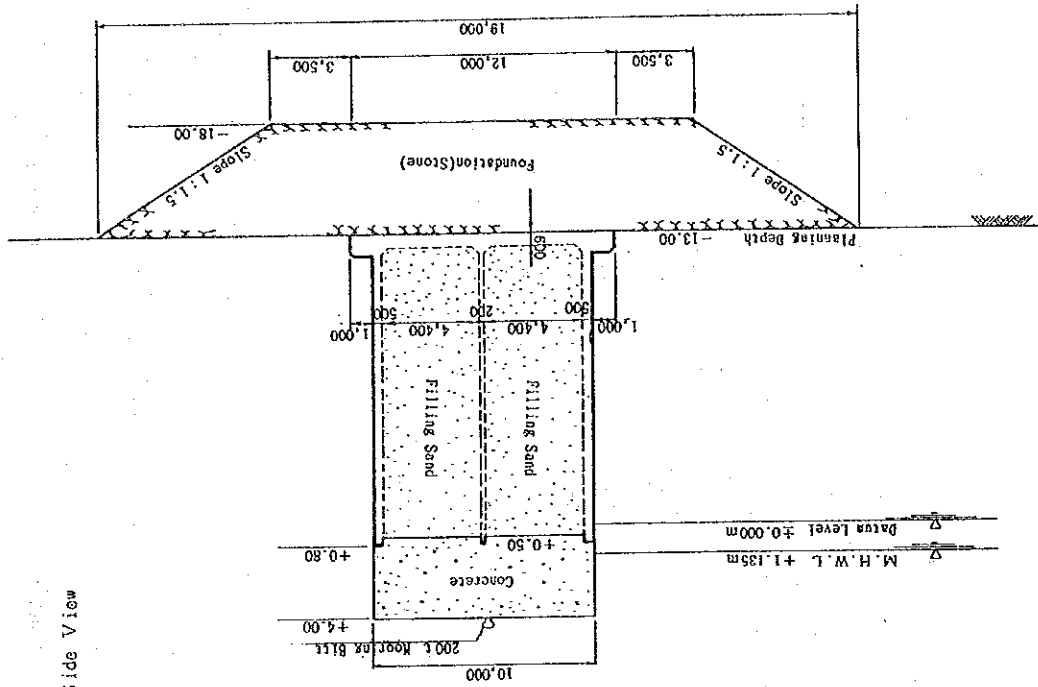 Side View
10,000
200 t Mooring Bitt
+4.00
Concrete
M.H.W.L +1.135m
+0.80
+0.50
Datum Level ±0.000m
Filling Sand
Filling Sand
1,000
500
4,400
200
4,400
500
1,000
600
Planning Depth -13.00
Slope 1:1.5
Foundation(Stone)
Slope 1:1.5
-18.00
3,500
12,000
3,500
19,000